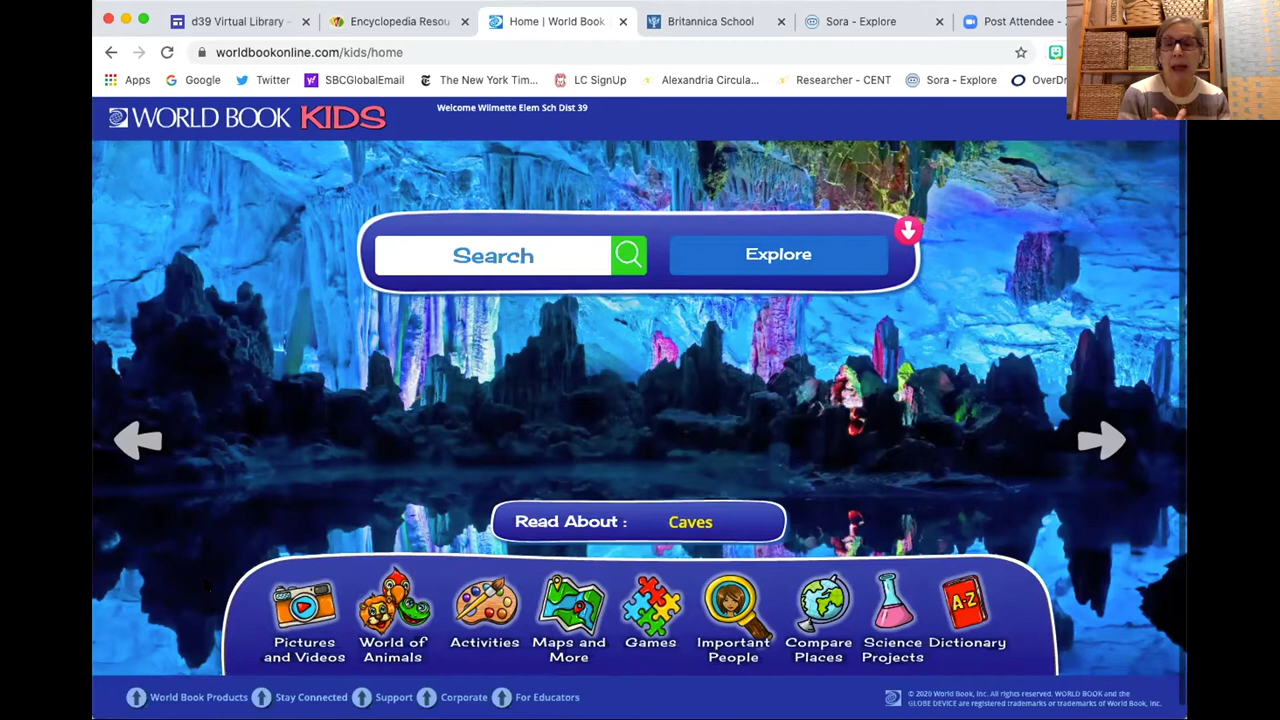 d39 Virtual Library -
Encyclopedia Resou
Home | World Book
Britannica School
Sora - Explore
Post Attendee -
worldbookonline.com/kids/home
Apps
Google
Twitter
SBCGlobalEmail
The New York Tim...
LC SignUp
Alexandria Circula...
Researcher - CENT
Sora - Explore
OverDr
WORLD BOOK KIDS
Welcome Wilmette Elem Sch Dist 39
Search
Explore
Read About :
Caves
Pictures
and Videos
World of
Animals
Activities
Maps and
More
Games
Important
People
Compare
Places
Science
Projects
A-Z
Dictionary
World Book Products
Stay Connected
Support
Corporate
For Educators
© 2020 World Book, Inc. All rights reserved. WORLD BOOK and the
GLOBE DEVICE are registered trademarks or trademarks of World Book, Inc.